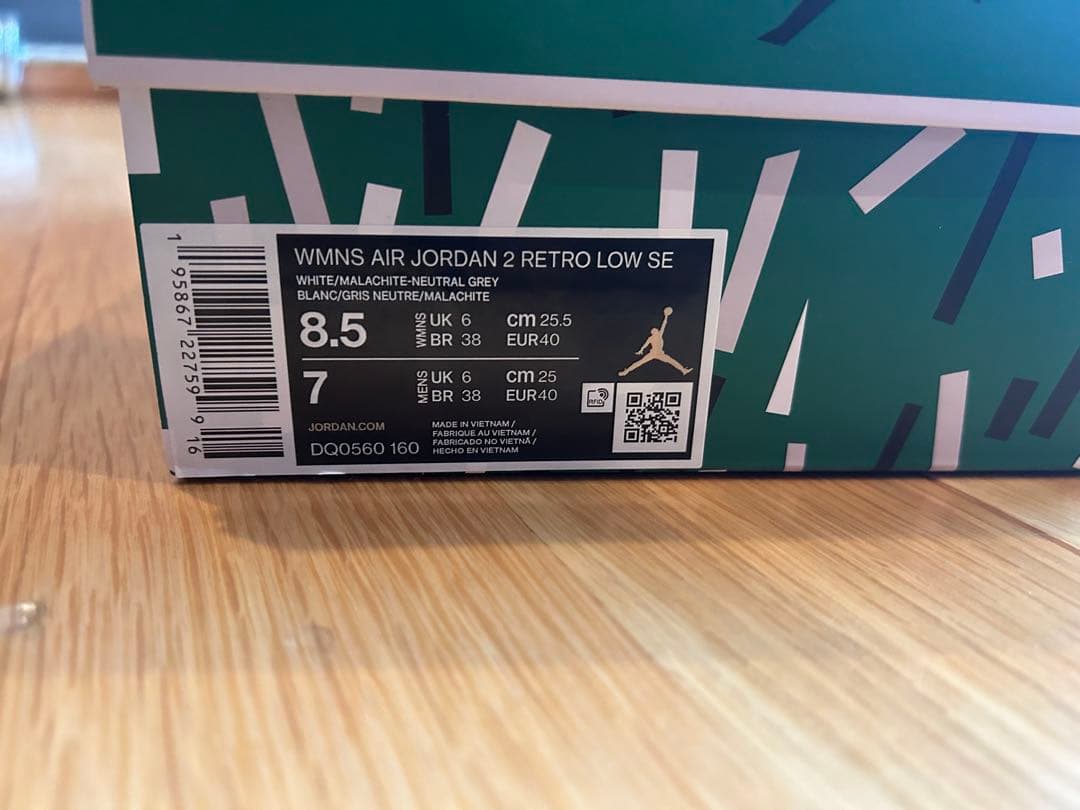 WMNS AIR JORDAN 2 RETRO LOW SE
WHITE/MALACHITE-NEUTRAL GREY
BLANC/GRIS NEUTRE/MALACHITE
8.5 WMNS UK 6 cm 25.5
BR 38 EUR40
7 MENS UK 6 cm 25
BR 38 EUR40
RFID
JORDAN.COM
DQ0560 160
MADE IN VIETNAM /
FABRIQUE AU VIETNAM /
FABRICADO NO VIETNÃ /
HECHO EN VIETNAM
1 95867 22759 9 16